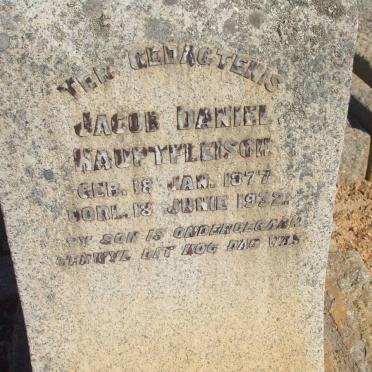 TER GEDAGTENIS
JACOB DANIEL
HAUPTFLEISCH
GEB. 18 JAN. 1877
OORL. 13 JUNIE 1932.
SY SON IS ONDERGEGAAN
TERWYL DIT NOG DAG WAS